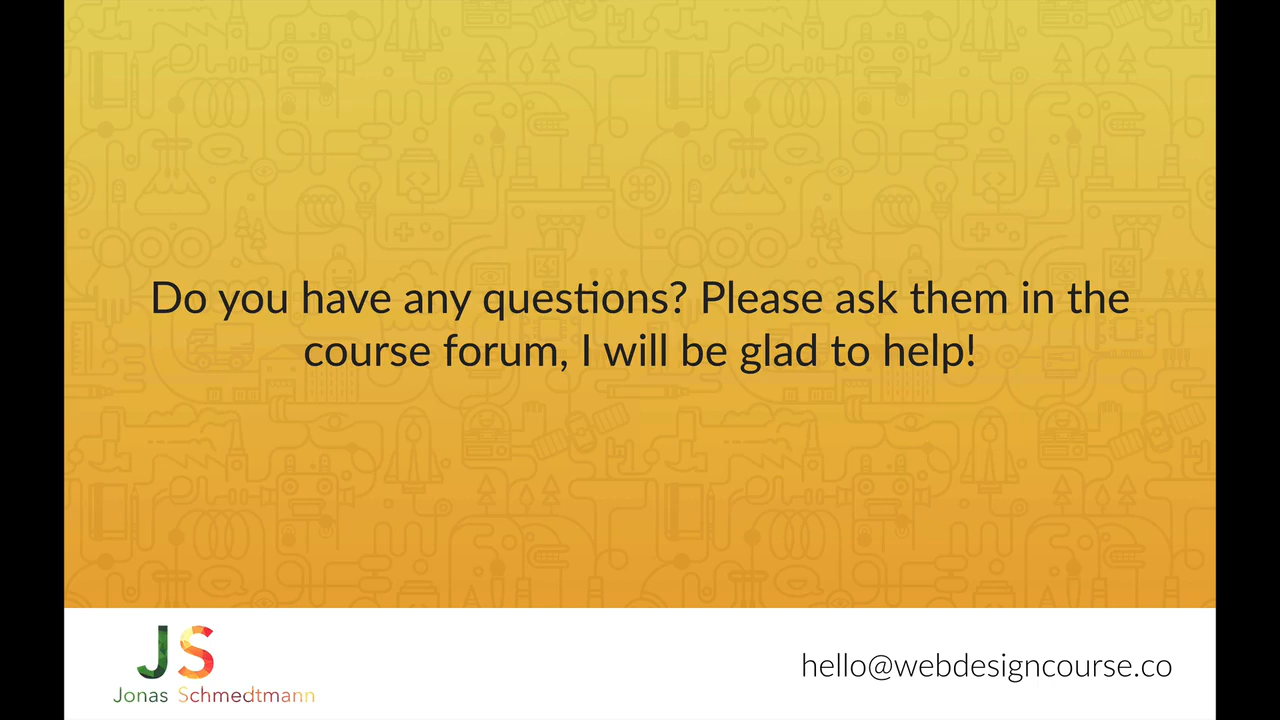 Do you have any questions? Please ask them in the
course forum, I will be glad to help!
JS
Jonas Schmedtmann
hello@webdesigncourse.co